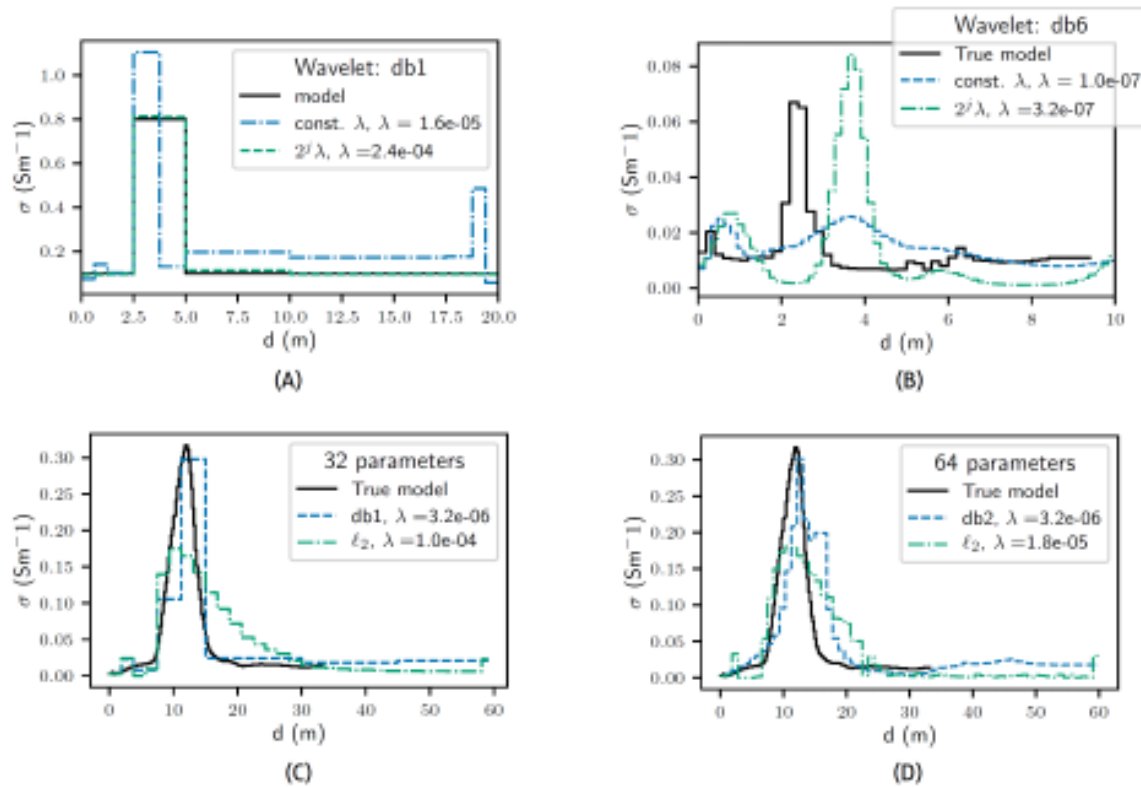 Wavelet: db1
model
const. λ, λ = 1.6e-05
2ʲλ, λ =2.4e-04
σ (Sm−1)
1.0
0.8
0.6
0.4
0.2
0.0 2.5 5.0 7.5 10.0 12.5 15.0 17.5 20.0
d (m)
(A)
Wavelet: db6
True model
const. λ, λ = 1.0e-07
2ʲλ, λ =3.2e-07
σ (Sm−1)
0.08
0.06
0.04
0.02
0.00
0 2 4 6 8 10
d (m)
(B)
32 parameters
True model
db1, λ =3.2e-06
ℓ₂, λ =1.0e-04
σ (Sm−1)
0.30
0.25
0.20
0.15
0.10
0.05
0.00
0 10 20 30 40 50 60
d (m)
(C)
64 parameters
True model
db2, λ =3.2e-06
ℓ₂, λ =1.8e-05
σ (Sm−1)
0.30
0.25
0.20
0.15
0.10
0.05
0.00
0 10 20 30 40 50 60
d (m)
(D)